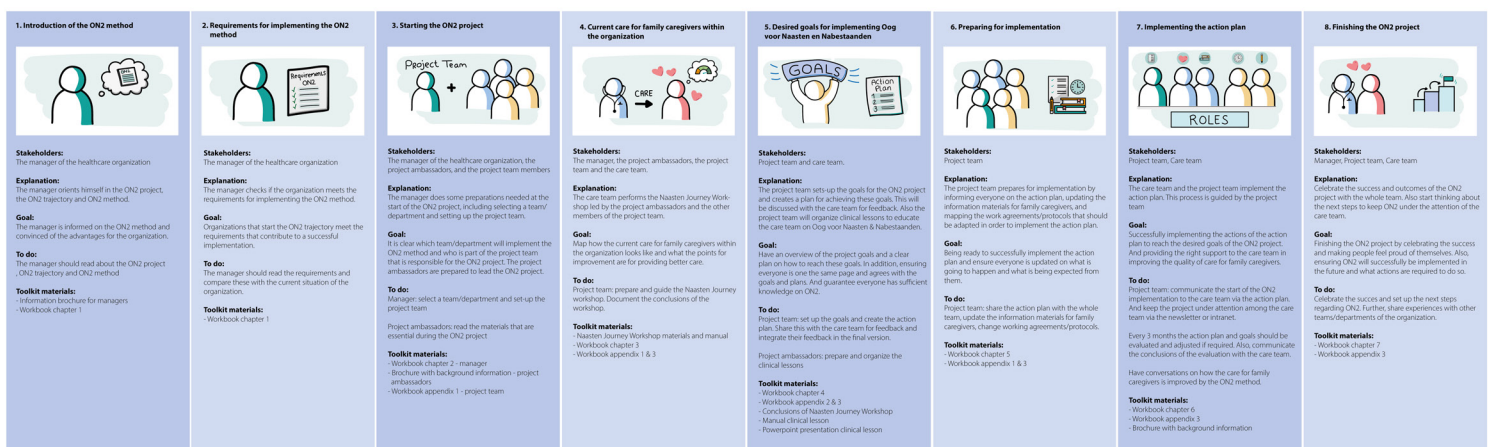 1. Introduction of the ON2 method
ON2
Stakeholders:
The manager of the healthcare organization
Explanation:
The manager orients himself in the ON2 project,
the ON2 trajectory and ON2 method.
Goal:
The manager is informed on the ON2 method and
convinced of the advantages for the organization.
To do:
The manager should read about the ON2 project
, ON2 trajectory and ON2 method
Toolkit materials:
- Information brochure for managers
- Workbook chapter 1
2. Requirements for implementing the ON2
method
Requirements
ON2
Stakeholders:
The manager of the healthcare organization
Explanation:
The manager checks if the organization meets the
requirements for implementing the ON2 method.
Goal:
Organizations that start the ON2 trajectory meet the
requirements that contribute to a successful
implementation.
To do:
The manager should read the requirements and
compare these with the current situation of the
organization.
Toolkit materials:
- Workbook chapter 1
3. Starting the ON2 project
Project Team
+
Stakeholders:
The manager of the healthcare organization, the
project ambassadors, and the project team members
Explanation:
The manager does some preparations needed at the
start of the ON2 project, including selecting a team/
department and setting up the project team.
Goal:
It is clear which team/department will implement the
ON2 method and who is part of the project team
that is responsible for the ON2 project. The project
ambassadors are prepared to lead the ON2 project.
To do:
Manager: select a team/department and set-up the
project team
Project ambassadors: read the materials that are
essential during the ON2 project
Toolkit materials:
- Workbook chapter 2 - manager
- Brochure with background information - project
ambassadors
- Workbook appendix 1 - project team
4. Current care for family caregivers within
the organization
CARE
Stakeholders:
The manager, the project ambassadors, the project
team and the care team.
Explanation:
The care team performs the Naasten Journey Work-
shop led by the project ambassadors and the other
members of the project team.
Goal:
Map how the current care for family caregivers within
the organization looks like and what the points for
improvement are for providing better care.
To do:
Project team: prepare and guide the Naasten Journey
workshop. Document the conclusions of the
workshop.
Toolkit materials:
- Naasten Journey Workshop materials and manual
- Workbook chapter 3
- Workbook appendix 1 & 3
5. Desired goals for implementing Oog
voor Naasten en Nabestaanden
GOALS
Action
Plan
1
2
3
Stakeholders:
Project team and care team.
Explanation:
The project team sets-up the goals for the ON2 project
and creates a plan for achieving these goals. This will
be discussed with the care team for feedback. Also the
project team will organize clinical lessons to educate
the care team on Oog voor Naasten & Nabestaanden.
Goal:
Have an overview of the project goals and a clear
plan on how to reach these goals. In addition, ensuring
everyone is one the same page and agrees with the
goals and plans. And guarantee everyone has sufficient
knowledge on ON2.
To do:
Project team: set up the goals and create the action
plan. Share this with the care team for feedback and
integrate their feedback in the final version.
Project ambassadors: prepare and organize the
clinical lessons
Toolkit materials:
- Workbook chapter 4
- Workbook appendix 2 & 3
- Conclusions of Naasten Journey Workshop
- Manual clinical lesson
- Powerpoint presentation clinical lesson
6. Preparing for implementation
Stakeholders:
Project team
Explanation:
The project team prepares for implementation by
informing everyone on the action plan, updating the
information materials for family caregivers, and
mapping the work agreements/protocols that should
be adapted in order to implement the action plan.
Goal:
Being ready to successfully implement the action
plan and ensure everyone is updated on what is
going to happen and what is being expected from
them.
To do:
Project team: share the action plan with the whole
team, update the information materials for family
caregivers, change working agreements/protocols.
Toolkit materials:
- Workbook chapter 5
- Workbook appendix 1 & 3
7. Implementing the action plan
ROLES
Stakeholders:
Project team, Care team
Explanation:
The care team and the project team implement the
action plan. This process is guided by the project
team
Goal:
Successfully implementing the actions of the action
plan to reach the desired goals of the ON2 project.
And providing the right support to the care team in
improving the quality of care for family caregivers.
To do:
Project team: communicate the start of the ON2
implementation to the care team via the action plan.
And keep the project under attention among the care
team via the newsletter or intranet.
Every 3 months the action plan and goals should be
evaluated and adjusted if required. Also, communicate
the conclusions of the evaluation with the care team.
Have conversations on how the care for family
caregivers is improved by the ON2 method.
Toolkit materials:
- Workbook chapter 6
- Workbook appendix 3
- Brochure with background information
8. Finishing the ON2 project
Stakeholders:
Manager, Project team, Care team
Explanation:
Celebrate the success and outcomes of the ON2
project with the whole team. Also start thinking about
the next steps to keep ON2 under the attention of the
care team.
Goal:
Finishing the ON2 project by celebrating the success
and making people feel proud of themselves. Also,
ensuring ON2 will successfully be implemented in
the future and what actions are required to do so.
To do:
Celebrate the succes and set up the next steps
regarding ON2. Further, share experiences with other
teams/departments of the organization.
Toolkit materials:
- Workbook chapter 7
- Workbook appendix 3